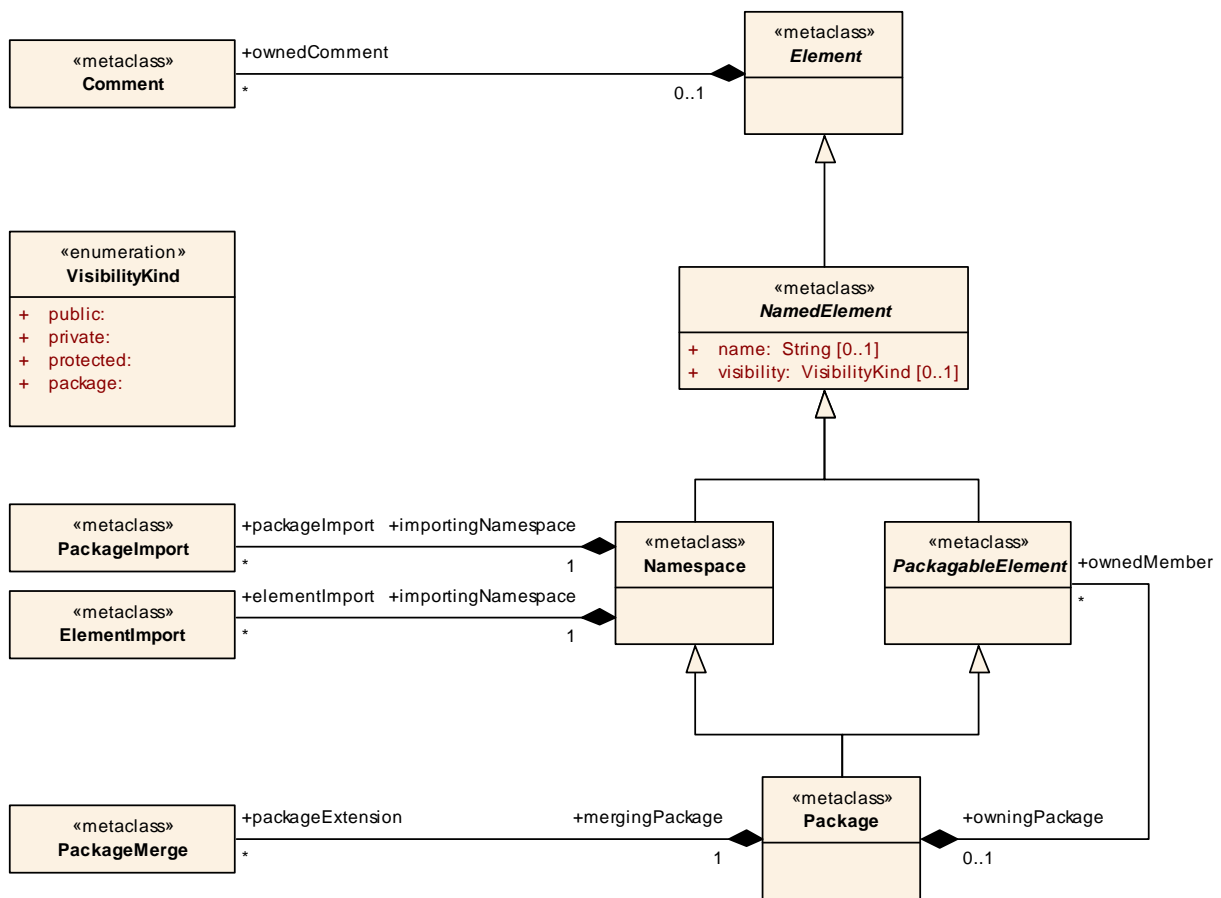 «metaclass»
Comment
+ownedComment
*
0..1
«metaclass»
Element
«enumeration»
VisibilityKind
+ public:
+ private:
+ protected:
+ package:
«metaclass»
NamedElement
+ name: String [0..1]
+ visibility: VisibilityKind [0..1]
«metaclass»
PackageImport
+packageImport +importingNamespace
*
1
«metaclass»
ElementImport
+elementImport +importingNamespace
*
1
«metaclass»
Namespace
«metaclass»
PackagableElement
+ownedMember
*
«metaclass»
PackageMerge
+packageExtension
*
+mergingPackage
1
«metaclass»
Package
+owningPackage
0..1